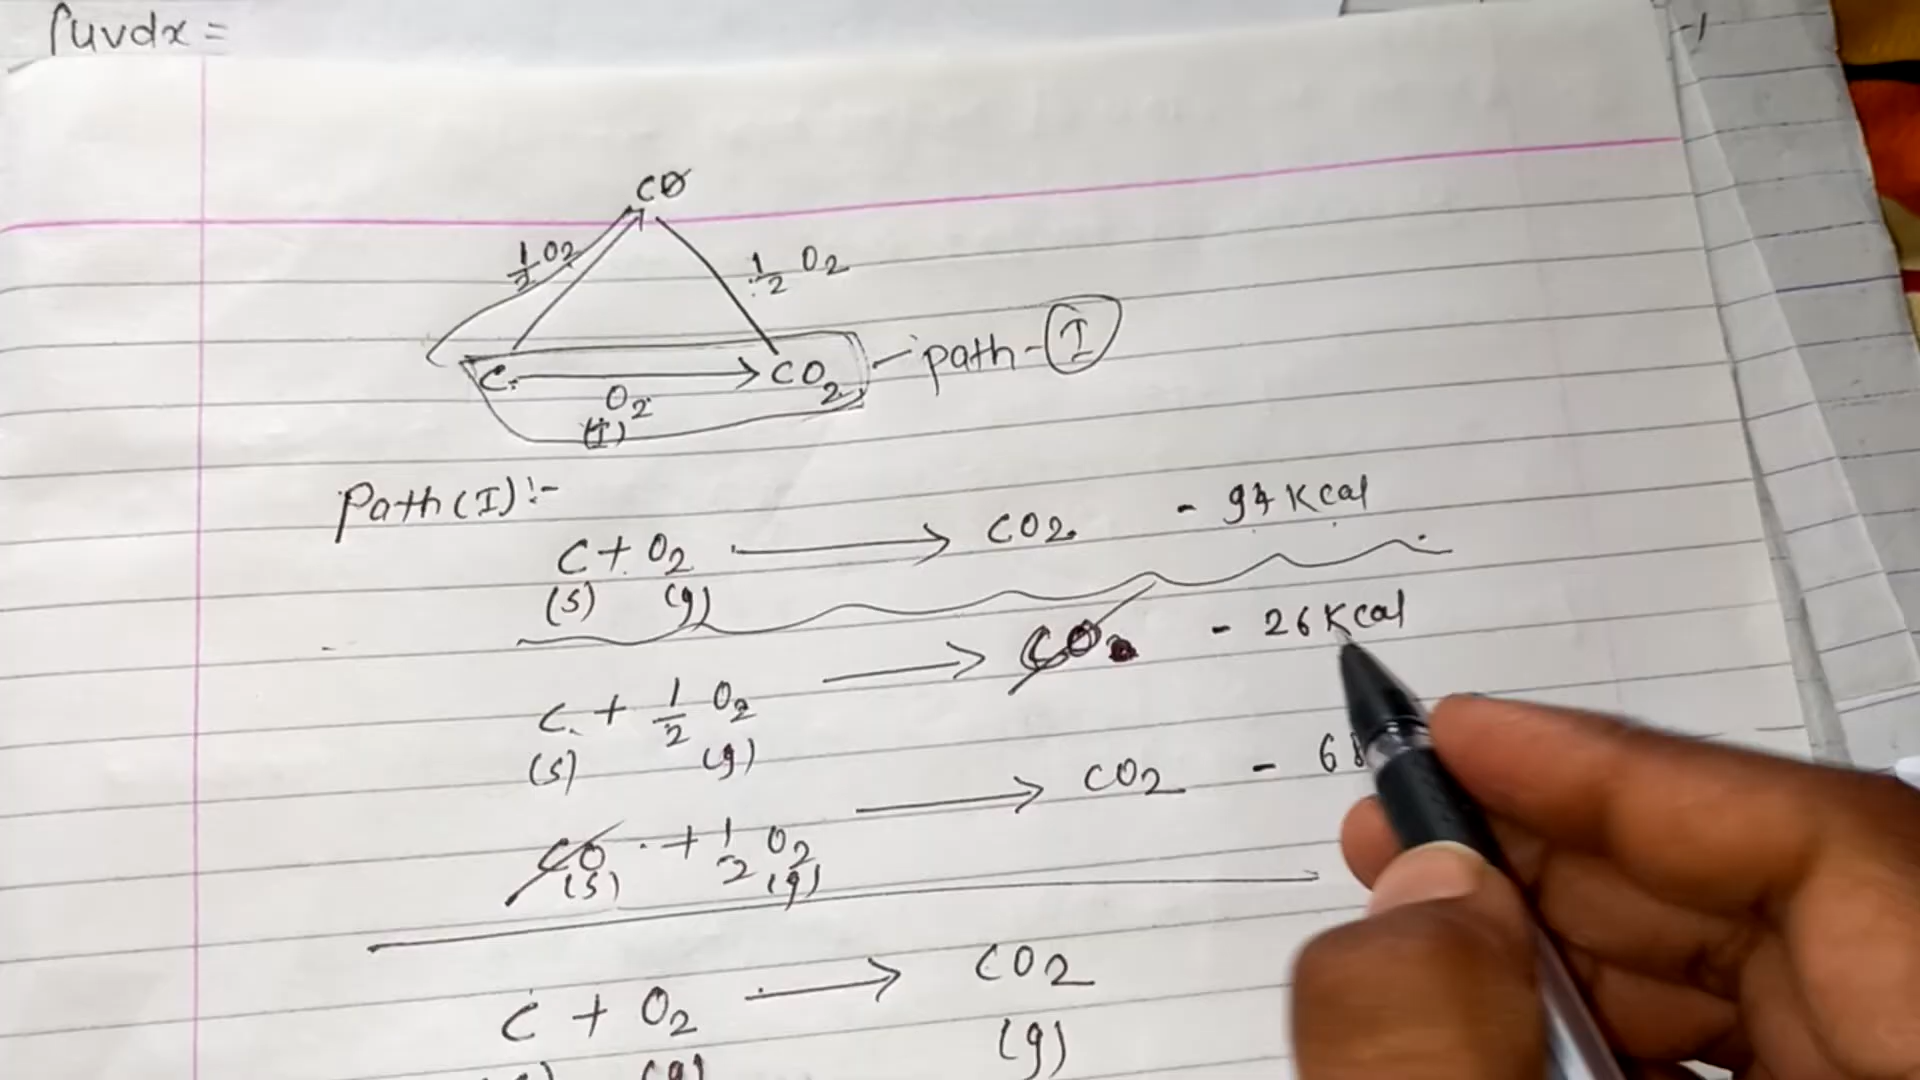 ∫uvdx =
CO
1/2 O2
1/2 O2
C → CO2 - path-(I)
O2
(I)
Path (I) :-
C + O2 → CO2 - 94 Kcal
(s) (g)
C + 1/2 O2 → CO - 26 Kcal
(s) (g)
CO + 1/2 O2 → CO2 - 68
(s) (g)
C + O2 → CO2
(g)
(g)